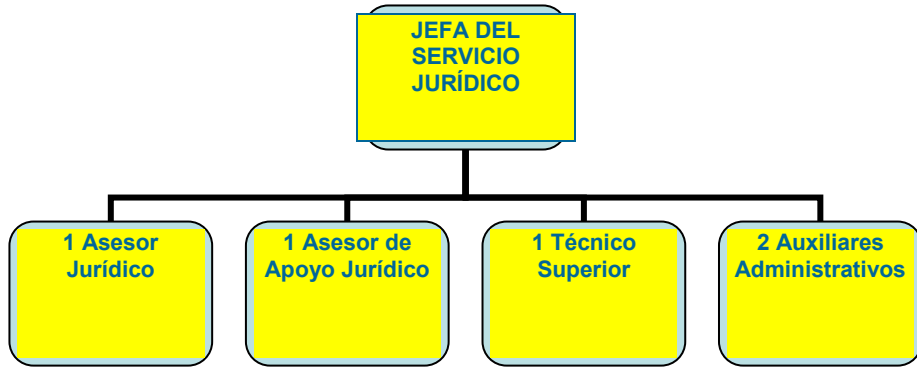 JEFA DEL
SERVICIO
JURÍDICO
1 Asesor
Jurídico
1 Asesor de
Apoyo Jurídico
1 Técnico
Superior
2 Auxiliares
Administrativos